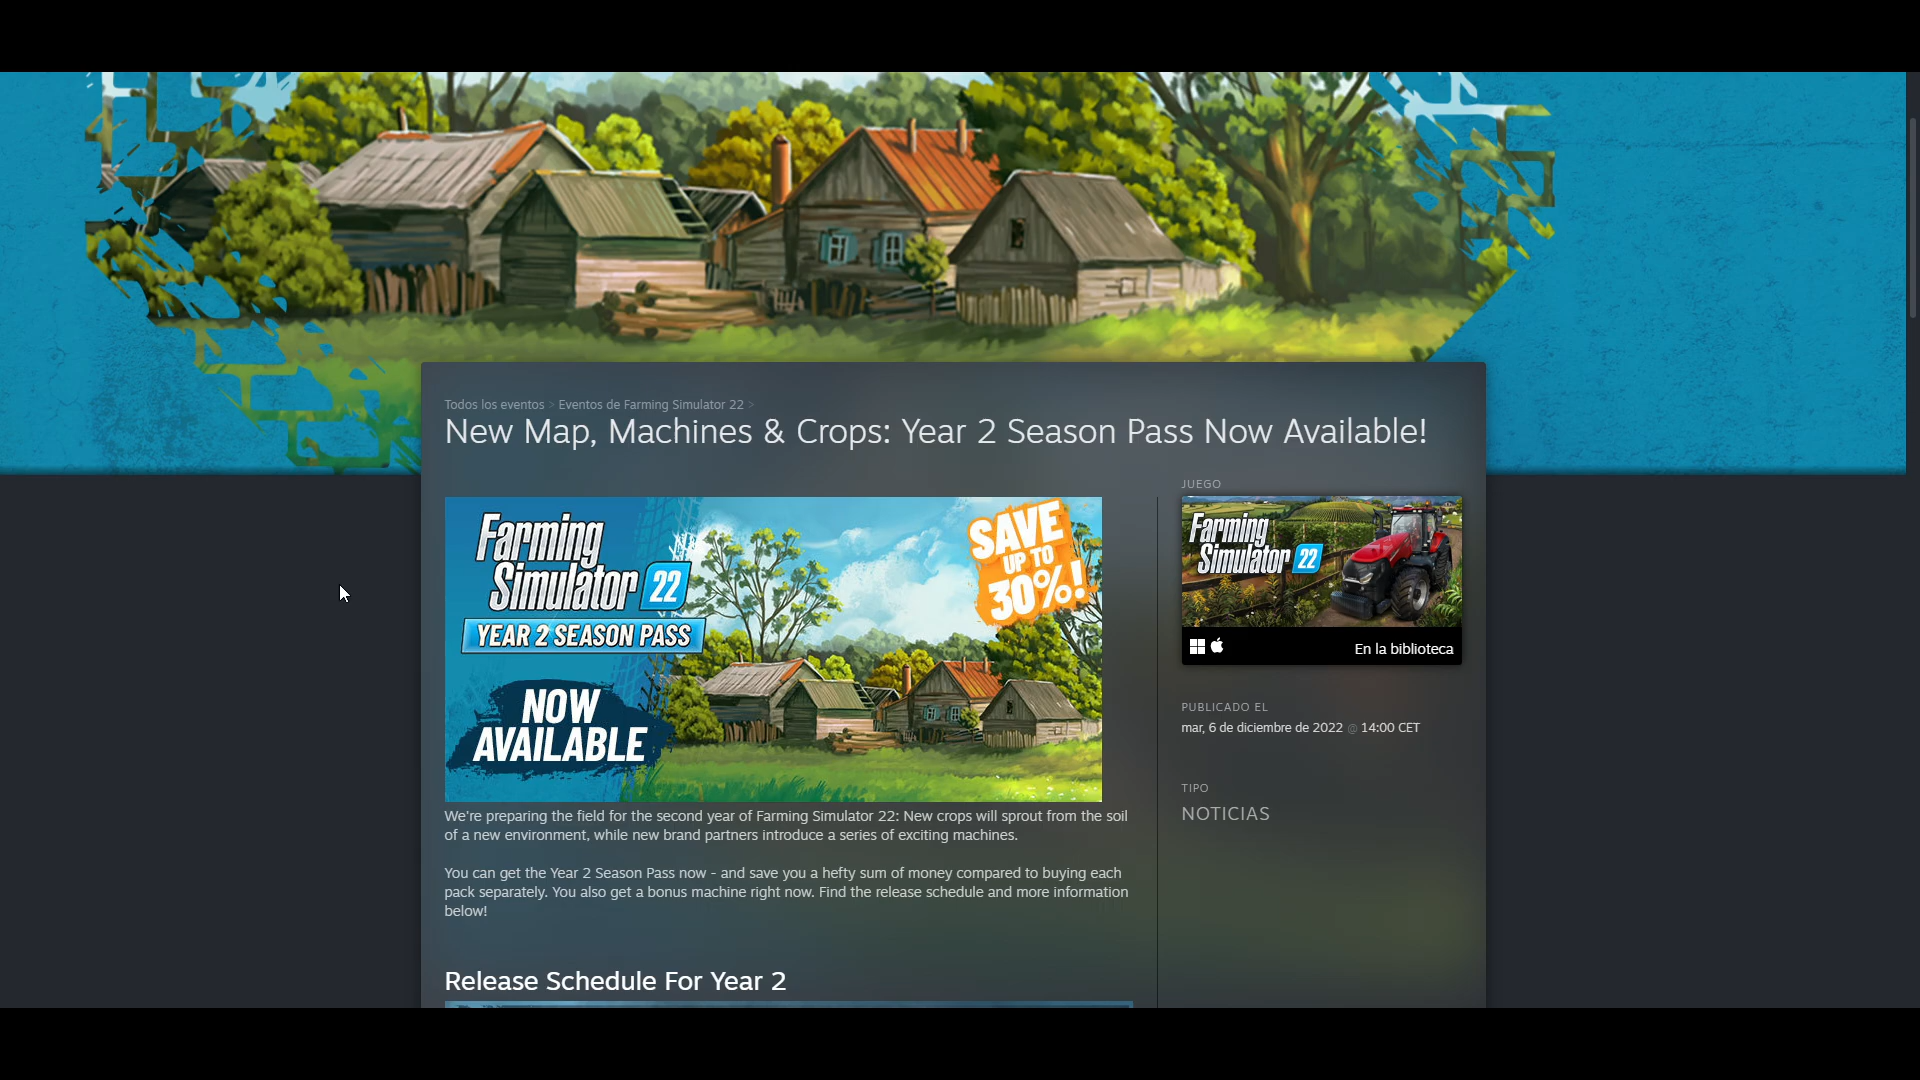 Todos los eventos > Eventos de Farming Simulator 22 >
New Map, Machines & Crops: Year 2 Season Pass Now Available!
Farming
Simulator 22
YEAR 2 SEASON PASS
NOW
AVAILABLE
SAVE
UP TO
30%!
We're preparing the field for the second year of Farming Simulator 22: New crops will sprout from the soil
of a new environment, while new brand partners introduce a series of exciting machines.
You can get the Year 2 Season Pass now - and save you a hefty sum of money compared to buying each
pack separately. You also get a bonus machine right now. Find the release schedule and more information
below!
Release Schedule For Year 2
JUEGO
Farming
Simulator 22
En la biblioteca
PUBLICADO EL
mar, 6 de diciembre de 2022 @ 14:00 CET
TIPO
NOTICIAS